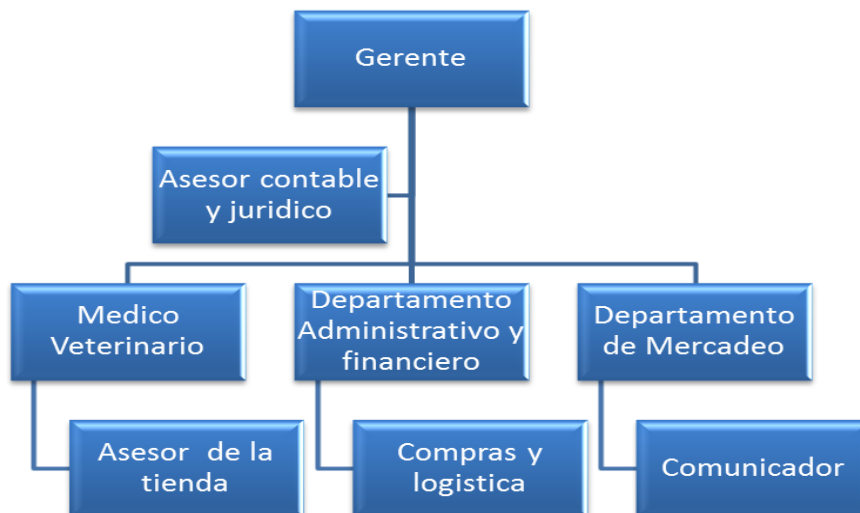 Gerente
Asesor contable
y juridico
Medico
Veterinario
Departamento
Administrativo y
financiero
Departamento
de Mercadeo
Asesor de la
tienda
Compras y
logistica
Comunicador